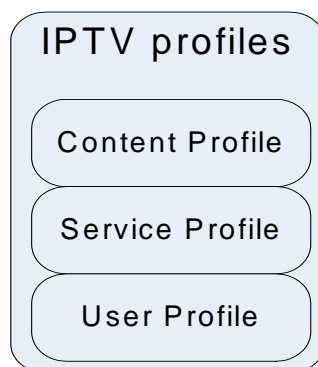 IPTV profiles
Content Profile
Service Profile
User Profile